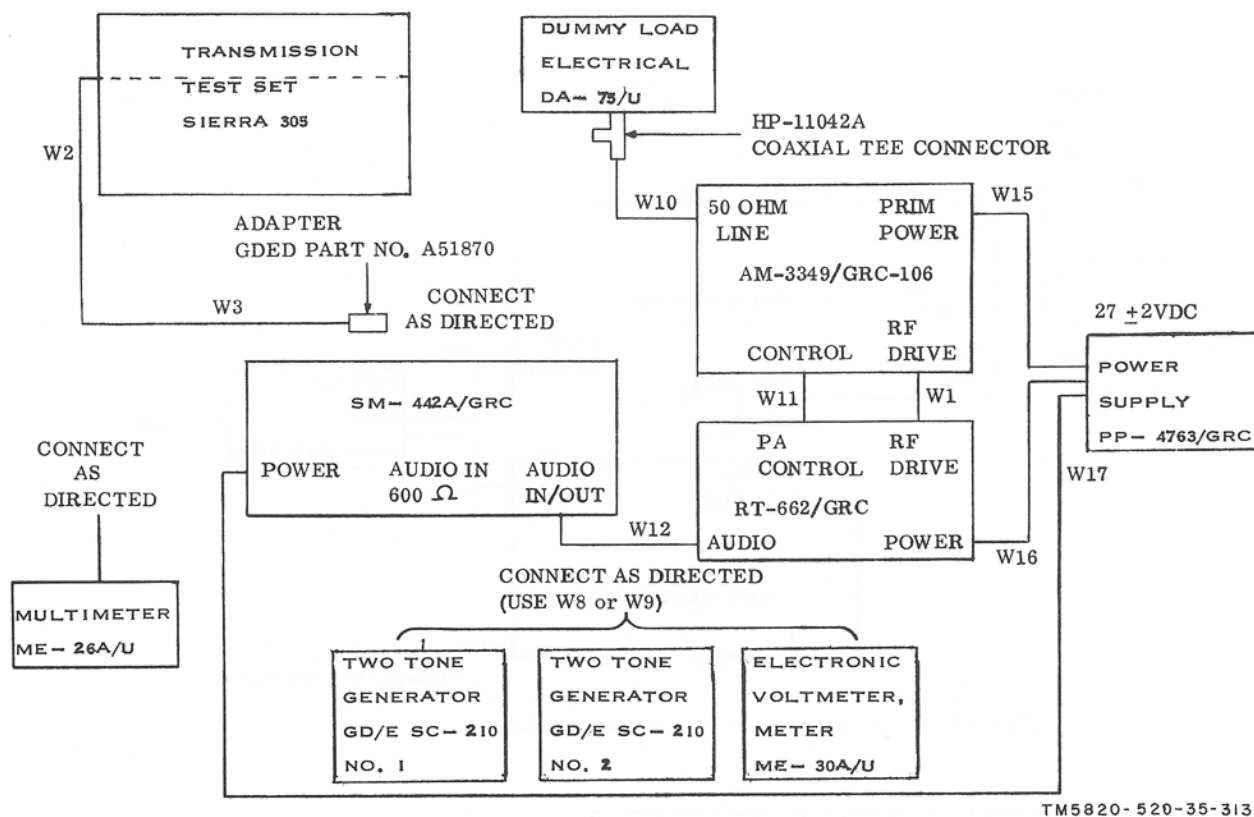 TRANSMISSION
TEST SET
SIERRA 305
W2
DUMMY LOAD
ELECTRICAL
DA- 75/U
HP-11042A
COAXIAL TEE CONNECTOR
W10
W15
50 OHM
LINE
PRIM
POWER
AM-3349/GRC-106
CONTROL
RF
DRIVE
ADAPTER
GDED PART NO. A51870
W3
CONNECT
AS DIRECTED
27 ±2VDC
POWER
SUPPLY
PP- 4763/GRC
W11
W1
W17
SM- 442A/GRC
POWER
AUDIO IN
600 Ω
AUDIO
IN/OUT
PA
CONTROL
RF
DRIVE
RT-662/GRC
AUDIO
POWER
W12
W16
CONNECT
AS
DIRECTED
MULTIMETER
ME- 26A/U
CONNECT AS DIRECTED
(USE W8 or W9)
TWO TONE
GENERATOR
GD/E SC- 210
NO. 1
TWO TONE
GENERATOR
GD/E SC- 210
NO. 2
ELECTRONIC
VOLTMETER,
METER
ME- 30A/U
TM5820-520-35-313